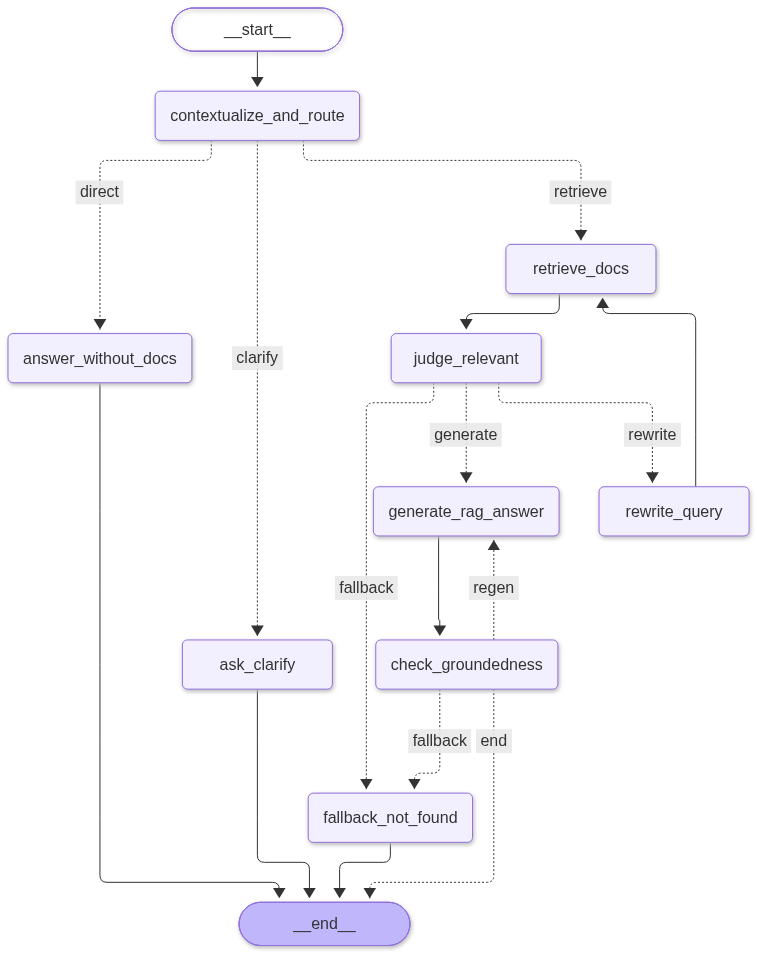 __start__
contextualize_and_route
direct
retrieve
retrieve_docs
answer_without_docs
clarify
judge_relevant
generate
rewrite
generate_rag_answer
rewrite_query
fallback
regen
ask_clarify
check_groundedness
fallback
end
fallback_not_found
__end__